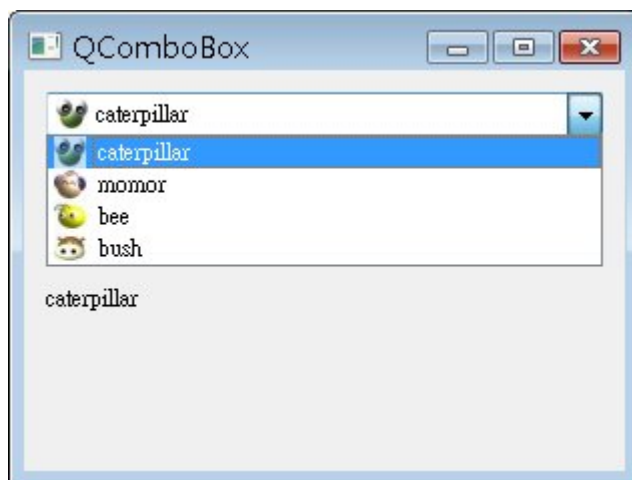 QComboBox
caterpillar
caterpillar
momor
bee
bush
caterpillar